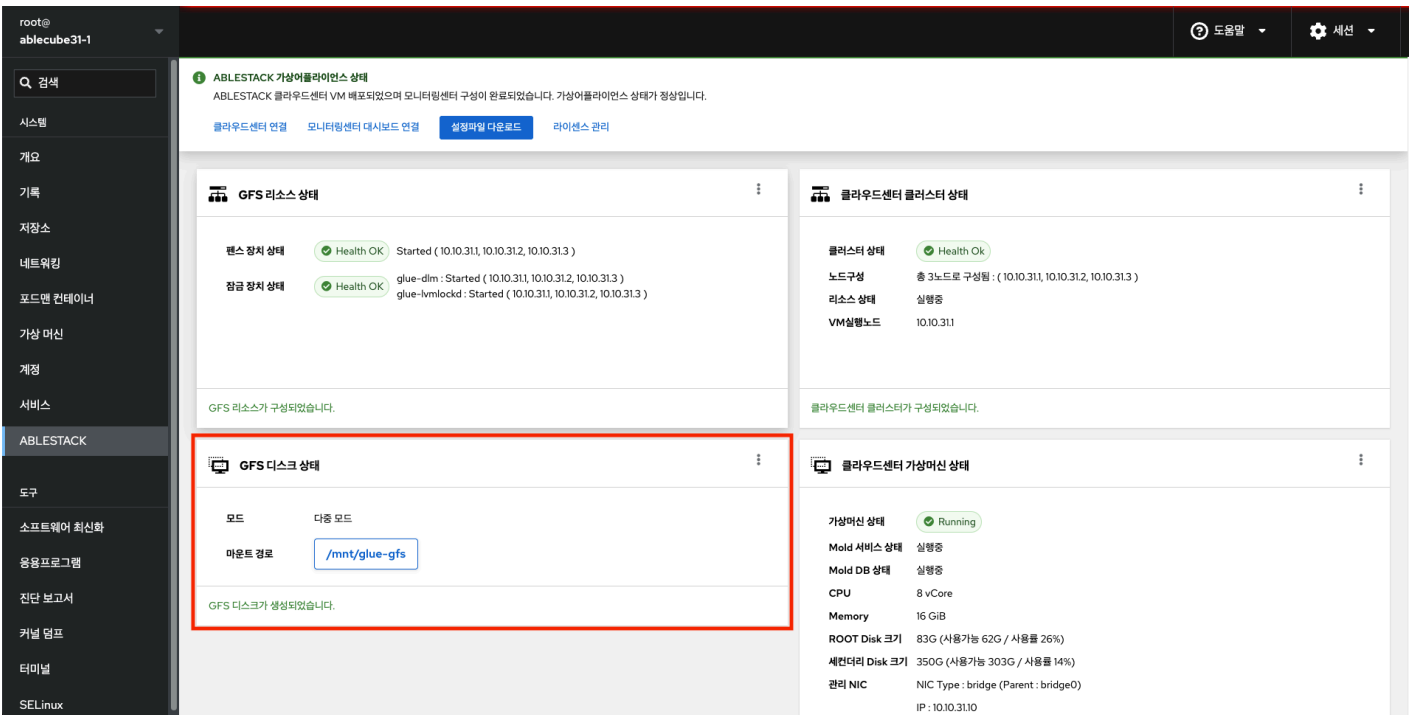 root@
ablecube31-1
도움말
세션
검색
시스템
개요
기록
저장소
네트워킹
포드맨 컨테이너
가상 머신
계정
서비스
ABLESTACK
도구
소프트웨어 최신화
응용프로그램
진단 보고서
커널 덤프
터미널
SELinux
ABLESTACK 가상어플라이언스 상태
ABLESTACK 클라우드센터 VM 배포되었으며 모니터링센터 구성이 완료되었습니다. 가상어플라이언스 상태가 정상입니다.
클라우드센터 연결 모니터링센터 대시보드 연결 설정파일 다운로드 라이센스 관리
GFS 리소스 상태
펜스 장치 상태 Health OK Started ( 10.10.31.1, 10.10.31.2, 10.10.31.3 )
잠금 장치 상태 Health OK glue-dlm : Started ( 10.10.31.1, 10.10.31.2, 10.10.31.3 )
glue-lvmlockd : Started ( 10.10.31.1, 10.10.31.2, 10.10.31.3 )
GFS 리소스가 구성되었습니다.
클라우드센터 클러스터 상태
클러스터 상태 Health Ok
노드구성 총 3노드로 구성됨 : ( 10.10.31.1, 10.10.31.2, 10.10.31.3 )
리소스 상태 실행중
VM실행노드 10.10.31.1
클라우드센터 클러스터가 구성되었습니다.
GFS 디스크 상태
모드 다중 모드
마운트 경로 /mnt/glue-gfs
GFS 디스크가 생성되었습니다.
클라우드센터 가상머신 상태
가상머신 상태 Running
Mold 서비스 상태 실행중
Mold DB 상태 실행중
CPU 8 vCore
Memory 16 GiB
ROOT Disk 크기 83G (사용가능 62G / 사용률 26%)
세컨더리 Disk 크기 350G (사용가능 303G / 사용률 14%)
관리 NIC NIC Type : bridge (Parent : bridge0)
IP : 10.10.31.10